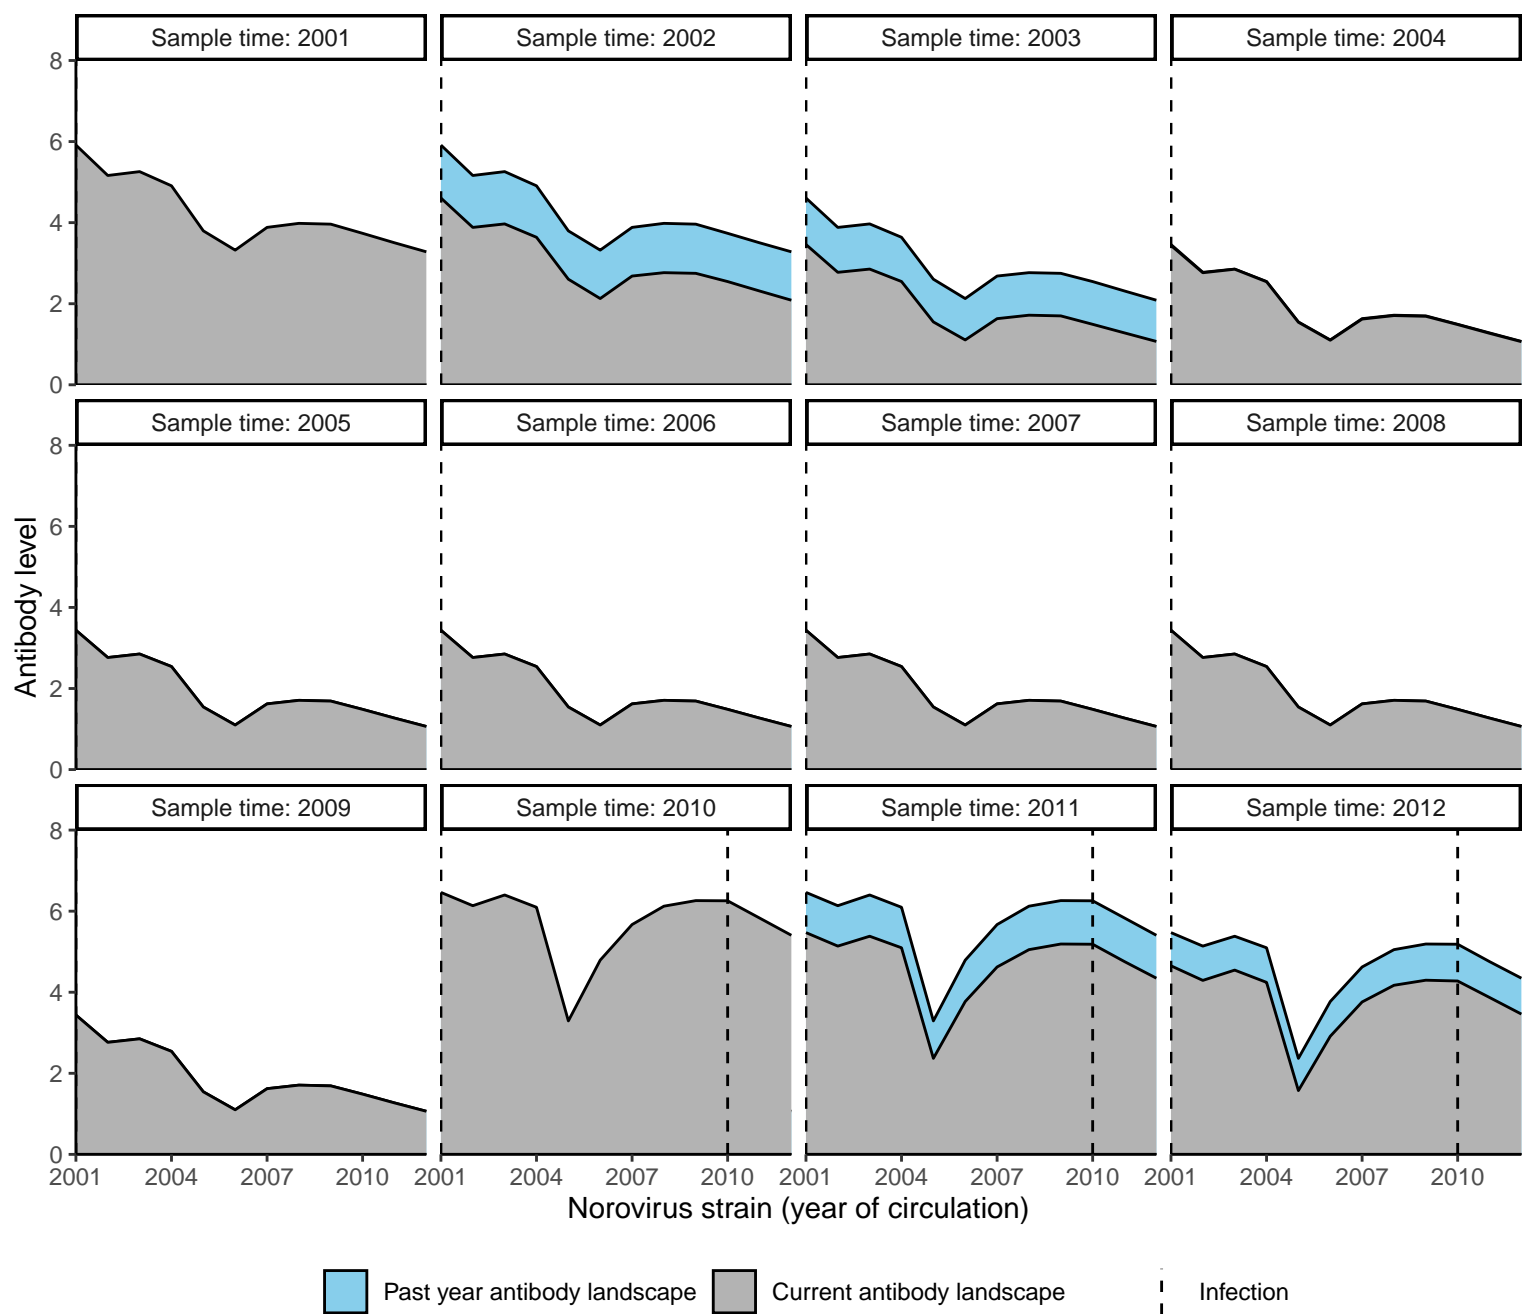 Sample time: 2001
Sample time: 2002
Sample time: 2003
Sample time: 2004
8
6
4
2
0
Sample time: 2005
Sample time: 2006
Sample time: 2007
Sample time: 2008
8
6
4
2
0
Antibody level
Sample time: 2009
Sample time: 2010
Sample time: 2011
Sample time: 2012
8
6
4
2
0
2001 2004 2007 2010 2001 2004 2007 2010 2001 2004 2007 2010 2001 2004 2007 2010
Norovirus strain (year of circulation)
Past year antibody landscape Current antibody landscape Infection